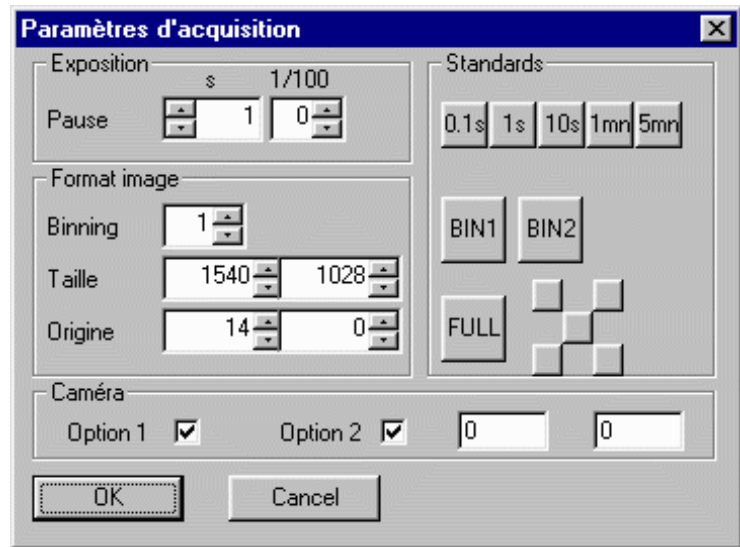 Paramètres d'acquisition
Exposition
s 1/100
Pause 1 0
Format image
Binning 1
Taille 1540 1028
Origine 14 0
Standards
0.1s 1s 10s 1mn 5mn
BIN1 BIN2
FULL
Caméra
Option 1 Option 2 0 0
OK Cancel